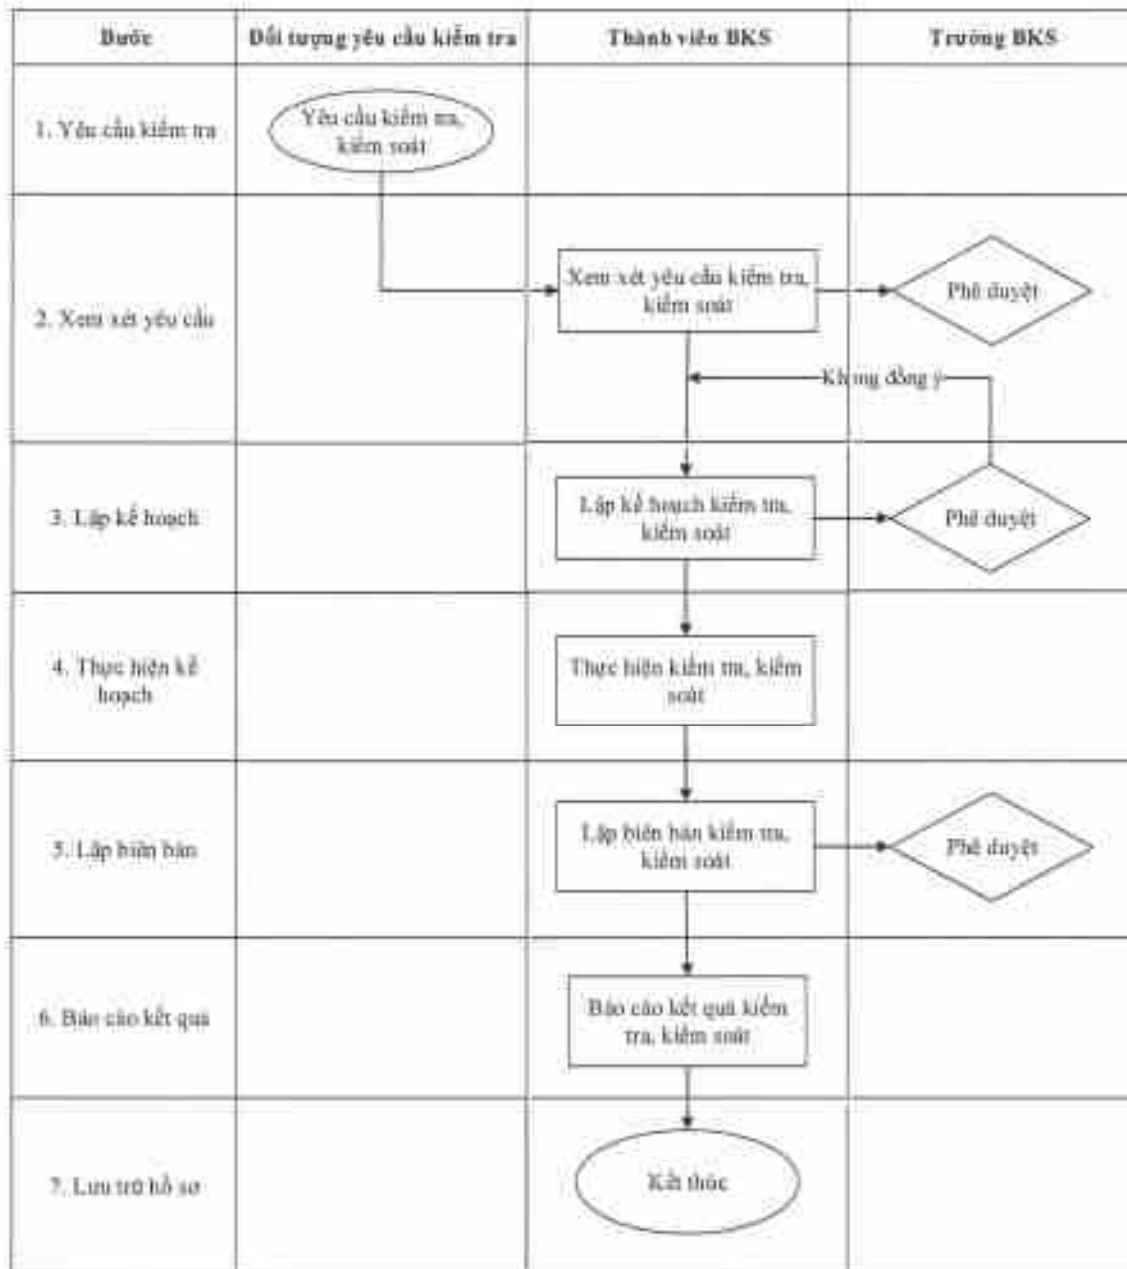 Bước
Đối tượng yêu cầu kiểm tra
Thành viên BKS
Trưởng BKS
1. Yêu cầu kiểm tra
Yêu cầu kiểm tra,
kiểm soát
2. Xem xét yêu cầu
Xem xét yêu cầu kiểm tra,
kiểm soát
Phê duyệt
Không đồng ý
3. Lập kế hoạch
Lập kế hoạch kiểm tra,
kiểm soát
Phê duyệt
4. Thực hiện kế
hoạch
Thực hiện kiểm tra, kiểm
soát
5. Lập biên bản
Lập biên bản kiểm tra,
kiểm soát
Phê duyệt
6. Báo cáo kết quả
Báo cáo kết quả kiểm
tra, kiểm soát
7. Lưu trữ hồ sơ
Kết thúc